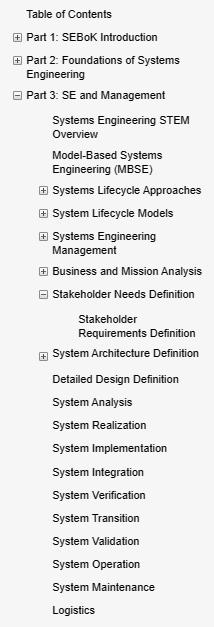 Table of Contents
Part 1: SEBoK Introduction
Part 2: Foundations of Systems
Engineering
Part 3: SE and Management
Systems Engineering STEM
Overview
Model-Based Systems
Engineering (MBSE)
Systems Lifecycle Approaches
System Lifecycle Models
Systems Engineering
Management
Business and Mission Analysis
Stakeholder Needs Definition
Stakeholder
Requirements Definition
System Architecture Definition
Detailed Design Definition
System Analysis
System Realization
System Implementation
System Integration
System Verification
System Transition
System Validation
System Operation
System Maintenance
Logistics